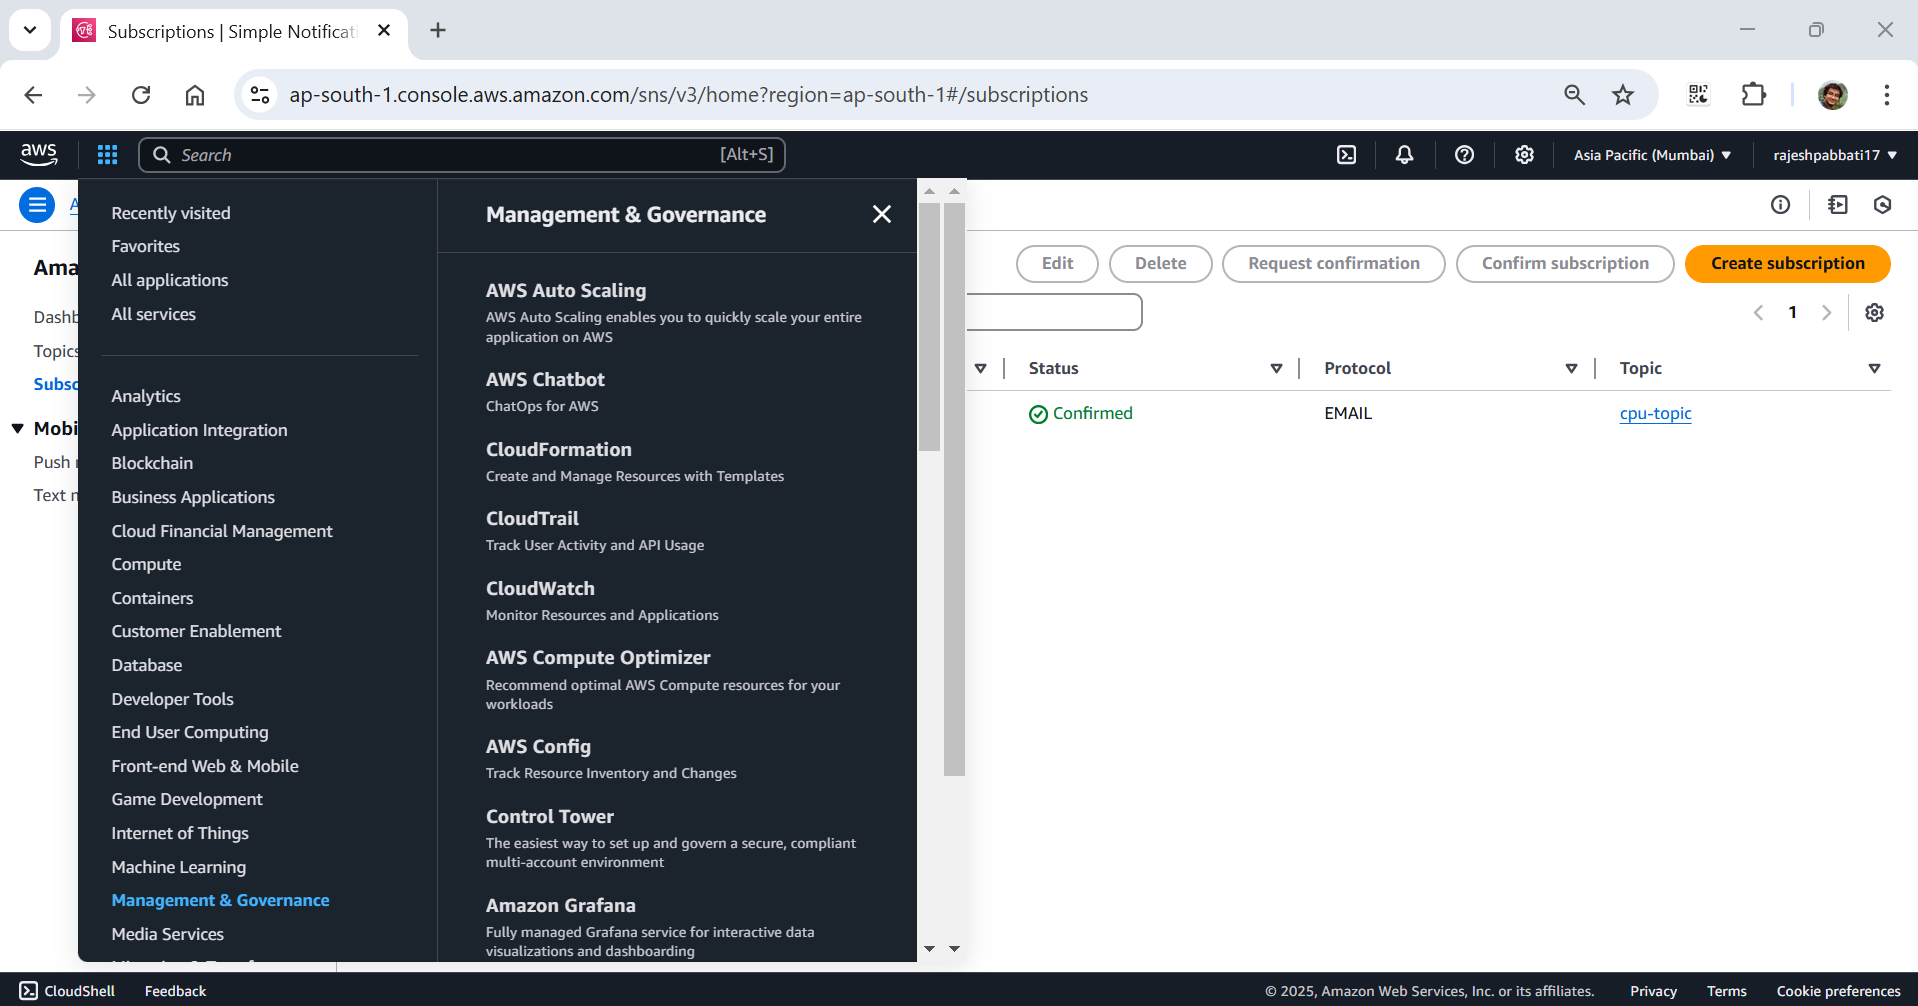 Subscriptions | Simple Notificati
ap-south-1.console.aws.amazon.com/sns/v3/home?region=ap-south-1#/subscriptions
aws
Search
[Alt+S]
Asia Pacific (Mumbai)
rajeshpabbati17
A
Ama
Dashb
Topics
Subsc
Mobi
Push
Text
Recently visited
Favorites
All applications
All services
Analytics
Application Integration
Blockchain
Business Applications
Cloud Financial Management
Compute
Containers
Customer Enablement
Database
Developer Tools
End User Computing
Front-end Web & Mobile
Game Development
Internet of Things
Machine Learning
Management & Governance
Media Services
Management & Governance
AWS Auto Scaling
AWS Auto Scaling enables you to quickly scale your entire
application on AWS
AWS Chatbot
ChatOps for AWS
CloudFormation
Create and Manage Resources with Templates
CloudTrail
Track User Activity and API Usage
CloudWatch
Monitor Resources and Applications
AWS Compute Optimizer
Recommend optimal AWS Compute resources for your
workloads
AWS Config
Track Resource Inventory and Changes
Control Tower
The easiest way to set up and govern a secure, compliant
multi-account environment
Amazon Grafana
Fully managed Grafana service for interactive data
visualizations and dashboarding
Edit
Delete
Request confirmation
Confirm subscription
Create subscription
1
Status
Protocol
Topic
Confirmed
EMAIL
cpu-topic
CloudShell
Feedback
© 2025, Amazon Web Services, Inc. or its affiliates.
Privacy
Terms
Cookie preferences